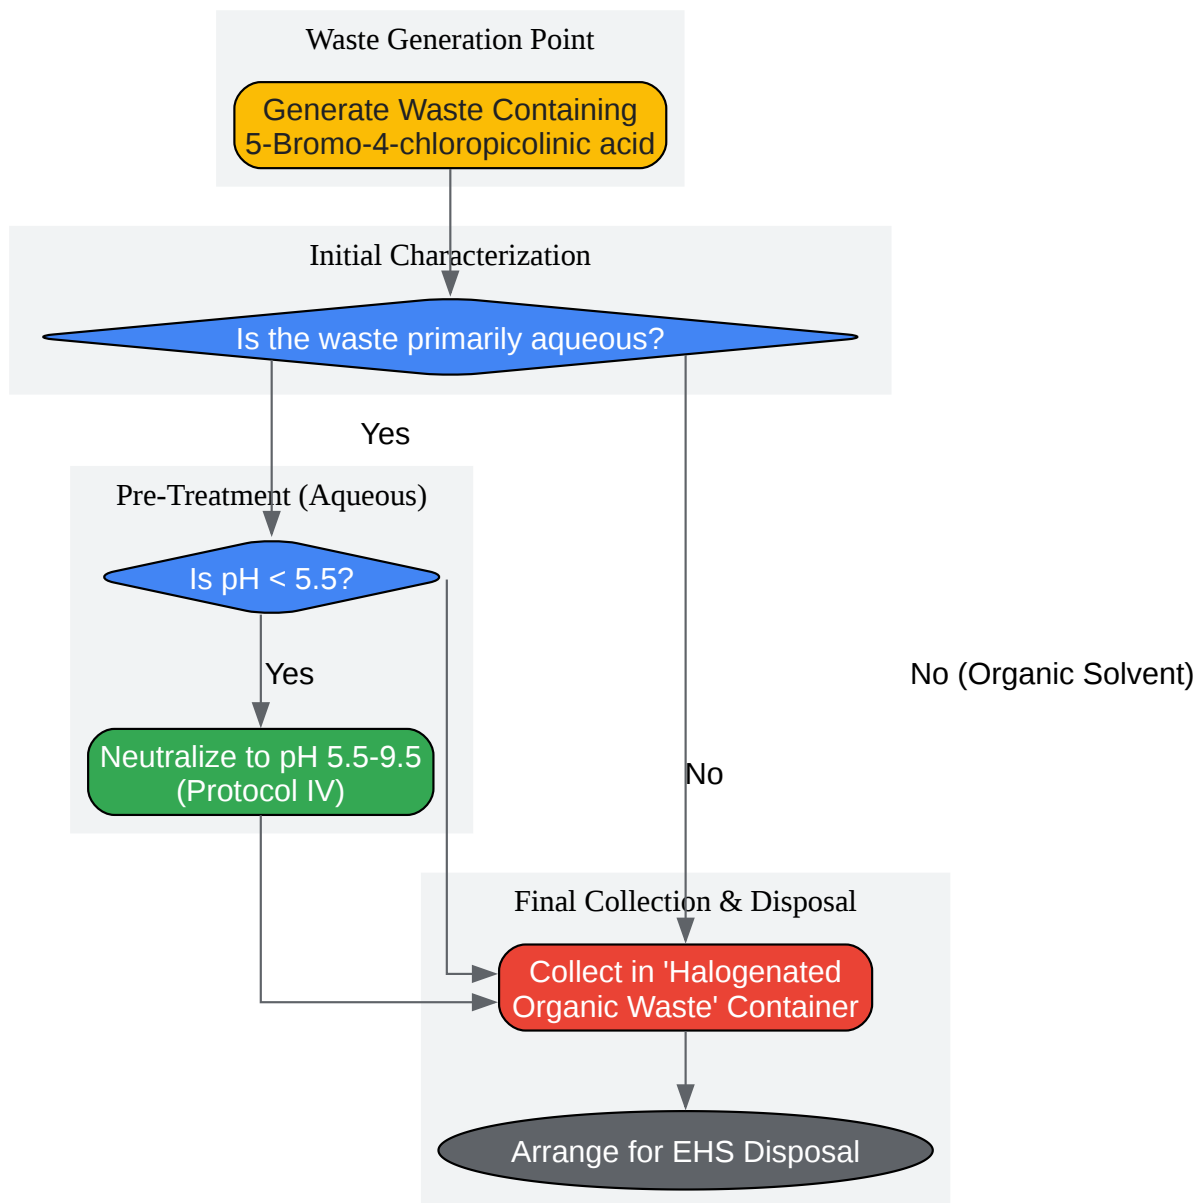 Waste Generation Point
Generate Waste Containing
5-Bromo-4-chloropicolinic acid
Initial Characterization
Is the waste primarily aqueous?
Yes
Pre-Treatment (Aqueous)
Is pH < 5.5?
Yes
No (Organic Solvent)
Neutralize to pH 5.5-9.5
(Protocol IV)
No
Final Collection & Disposal
Collect in 'Halogenated
Organic Waste' Container
Arrange for EHS Disposal